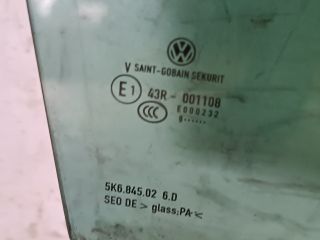 V SAINT-GOBAIN SEKURIT
E1 43R- 001108
CCC E000232
g......
5K6.845.02 6.D
SEO DE > glass:PA-<